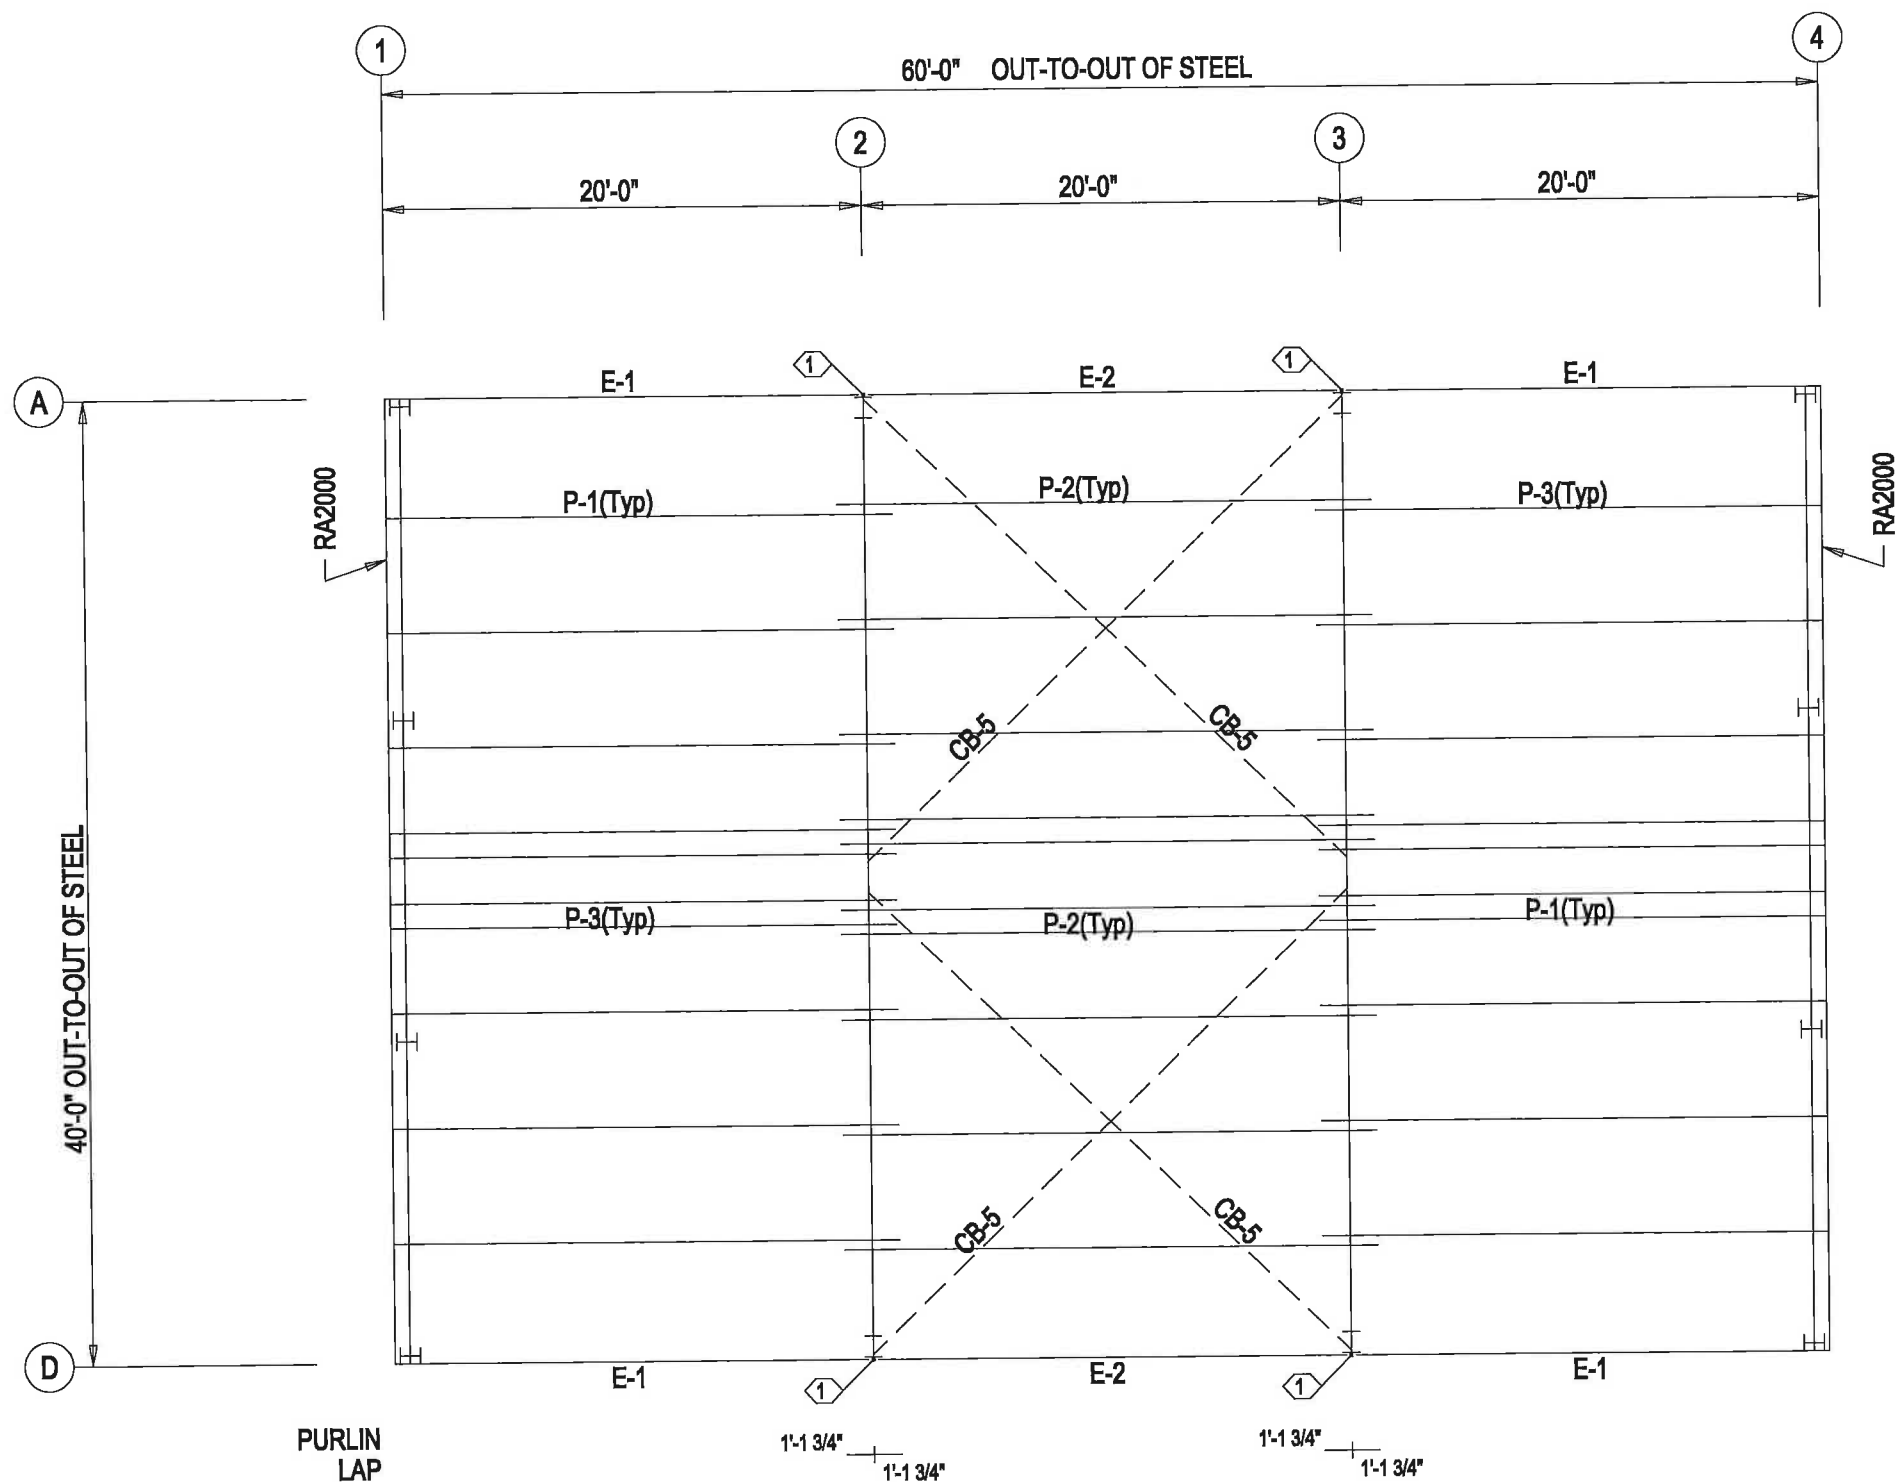 1
4
60'-0" OUT-TO-OUT OF STEEL
2
3
20'-0"
20'-0"
20'-0"
1
1
E-1
E-2
E-1
A
RA2000
RA2000
P-1(Typ)
P-2(Typ)
P-3(Typ)
CB-5
CB-5
40'-0" OUT-TO-OUT OF STEEL
P-3(Typ)
P-2(Typ)
P-1(Typ)
CB-5
CB-5
D
E-1
E-2
E-1
1
1
PURLIN
LAP
1'-1 3/4"
1'-1 3/4"
1'-1 3/4"
1'-1 3/4"